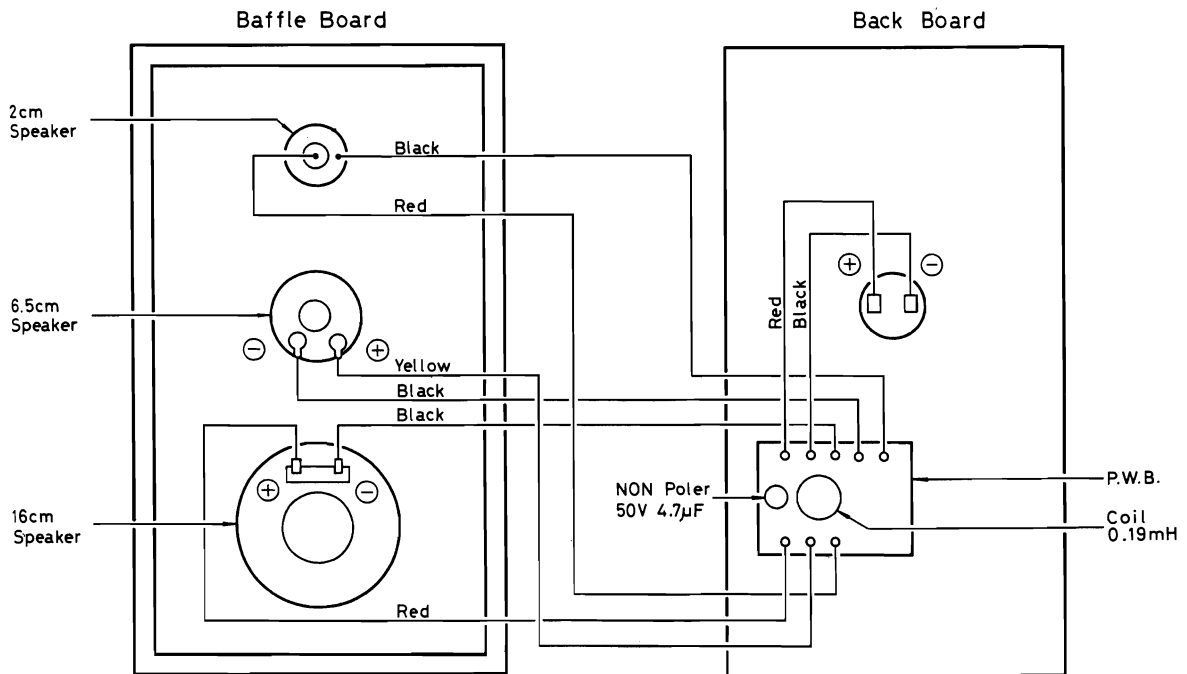 Baffle Board
Back Board
2cm
Speaker
Black
Red
6.5cm
Speaker
⊖
⊕
Yellow
Black
Black
16cm
Speaker
⊕
⊖
Red
⊕
⊖
Red
Black
NON Poler
50V 4.7µF
P.W.B.
Coil
0.19mH